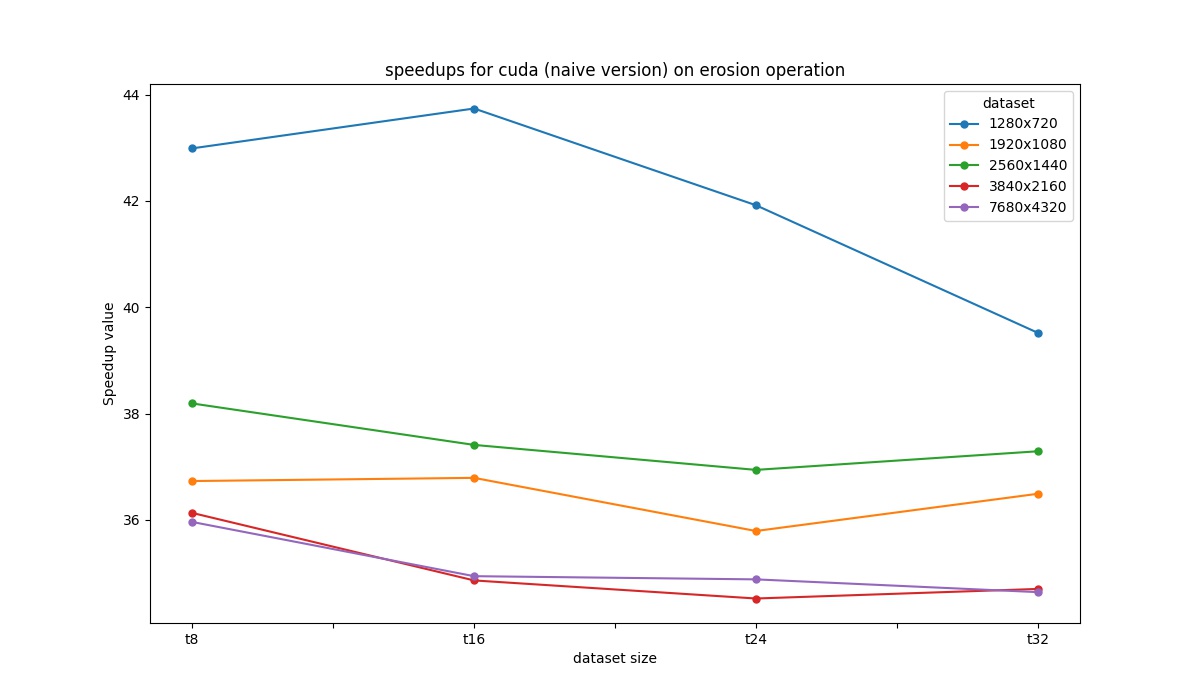 speedups for cuda (naive version) on erosion operation
44
42
40
38
36
Speedup value
dataset
1280x720
1920x1080
2560x1440
3840x2160
7680x4320
t8
t16
t24
t32
dataset size